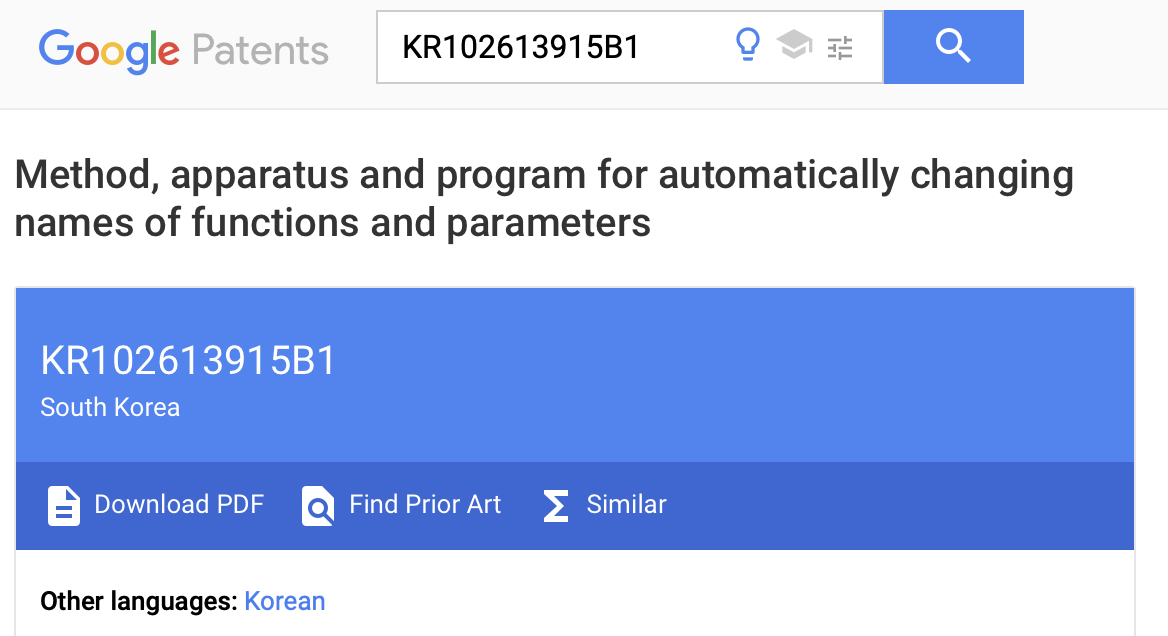 Google Patents
KR102613915B1
Method, apparatus and program for automatically changing
names of functions and parameters
KR102613915B1
South Korea
Download PDF Find Prior Art Similar
Other languages: Korean